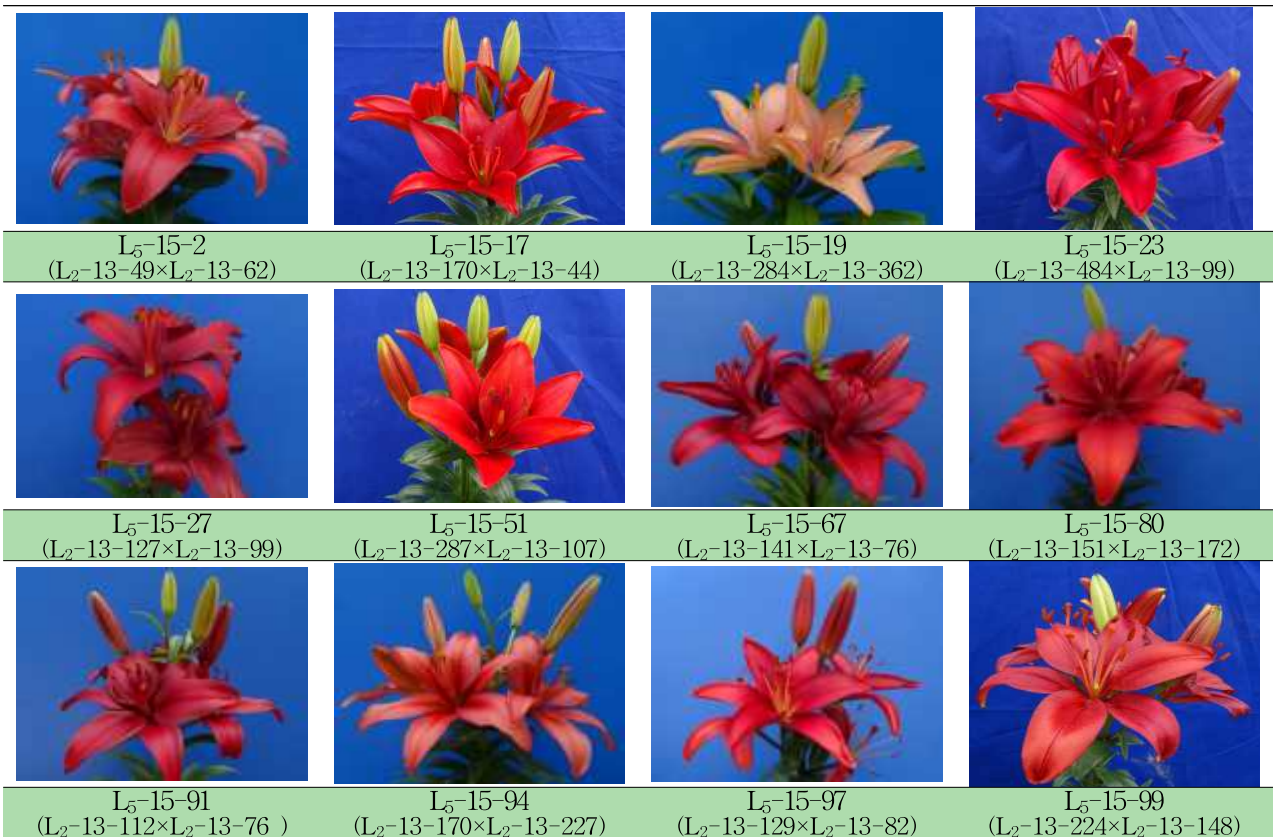 L₅-15-2
(L₂-13-49×L₂-13-62)
L₅-15-17
(L₂-13-170×L₂-13-44)
L₅-15-19
(L₂-13-284×L₂-13-362)
L₅-15-23
(L₂-13-484×L₂-13-99)
L₅-15-27
(L₂-13-127×L₂-13-99)
L₅-15-51
(L₂-13-287×L₂-13-107)
L₅-15-67
(L₂-13-141×L₂-13-76)
L₅-15-80
(L₂-13-151×L₂-13-172)
L₅-15-91
(L₂-13-112×L₂-13-76 )
L₅-15-94
(L₂-13-170×L₂-13-227)
L₅-15-97
(L₂-13-129×L₂-13-82)
L₅-15-99
(L₂-13-224×L₂-13-148)